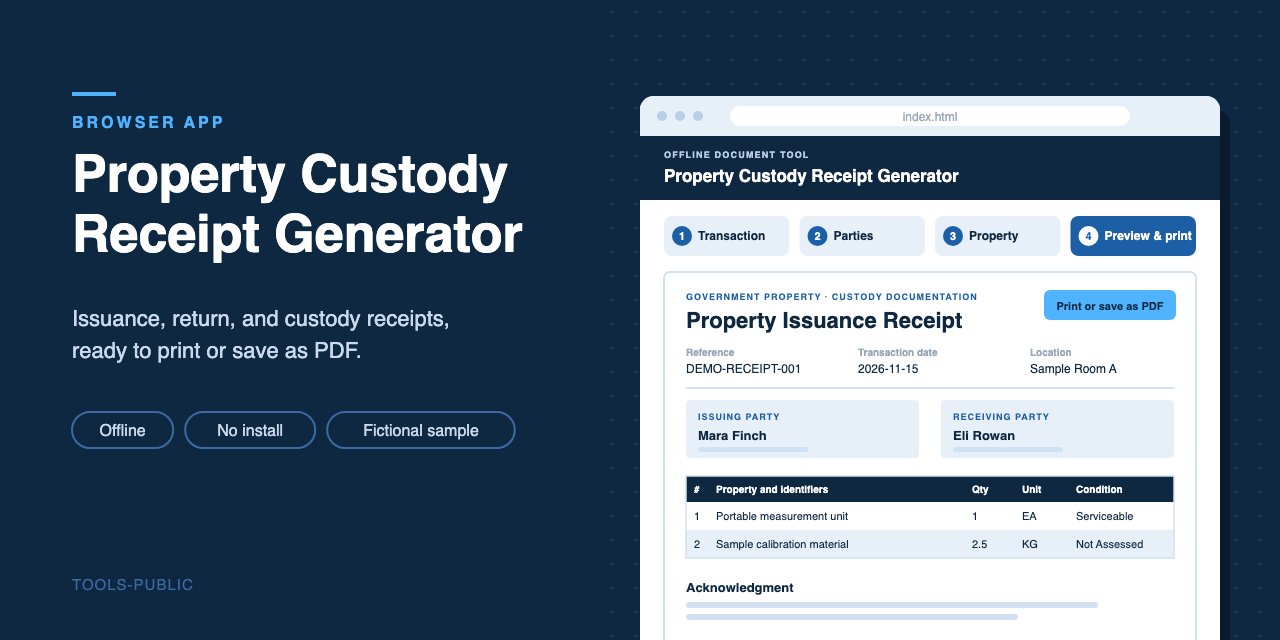 BROWSER APP
Property Custody
Receipt Generator
Issuance, return, and custody receipts,
ready to print or save as PDF.
Offline
No install
Fictional sample
TOOLS-PUBLIC
index.html
OFFLINE DOCUMENT TOOL
Property Custody Receipt Generator
1 Transaction
2 Parties
3 Property
4 Preview & print
GOVERNMENT PROPERTY · CUSTODY DOCUMENTATION
Property Issuance Receipt
Print or save as PDF
Reference Transaction date Location
DEMO-RECEIPT-001 2026-11-15 Sample Room A
ISSUING PARTY
Mara Finch
RECEIVING PARTY
Eli Rowan
# Property and identifiers Qty Unit Condition
1 Portable measurement unit 1 EA Serviceable
2 Sample calibration material 2.5 KG Not Assessed
Acknowledgment